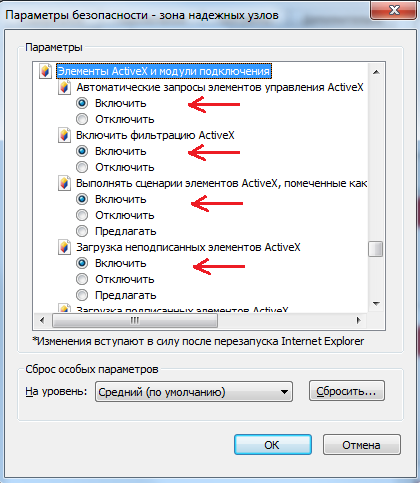 Параметры безопасности - зона надежных узлов
Параметры
Элементы ActiveX и модули подключения
Автоматические запросы элементов управления ActiveX
Включить
Отключить
Включить фильтрацию ActiveX
Включить
Отключить
Выполнять сценарии элементов ActiveX, помеченные как
Включить
Отключить
Предлагать
Загрузка неподписанных элементов ActiveX
Включить
Отключить
Предлагать
Загрузка подписанных элементов ActiveX
*Изменения вступают в силу после перезапуска Internet Explorer
Сброс особых параметров
На уровень:
Средний (по умолчанию)
Сбросить...
OK
Отмена